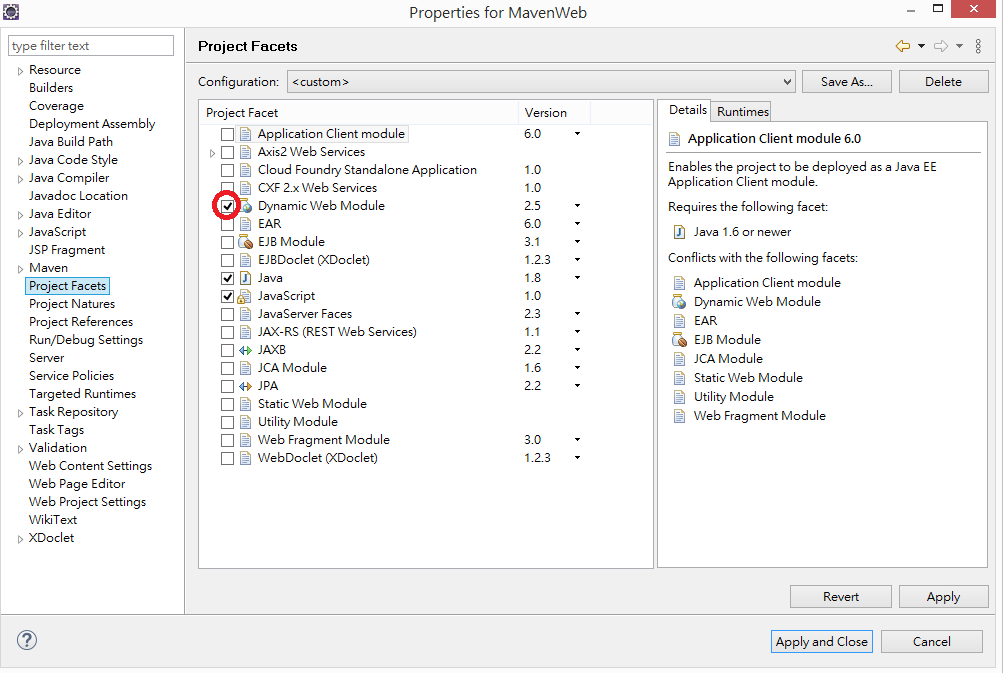 Properties for MavenWeb
type filter text
Resource
Builders
Coverage
Deployment Assembly
Java Build Path
Java Code Style
Java Compiler
Javadoc Location
Java Editor
JavaScript
JSP Fragment
Maven
Project Facets
Project Natures
Project References
Run/Debug Settings
Server
Service Policies
Targeted Runtimes
Task Repository
Task Tags
Validation
Web Content Settings
Web Page Editor
Web Project Settings
WikiText
XDoclet
Project Facets
Configuration: <custom> Save As... Delete
Project Facet Version
Application Client module 6.0
Axis2 Web Services
Cloud Foundry Standalone Application 1.0
CXF 2.x Web Services 1.0
Dynamic Web Module 2.5
EAR 6.0
EJB Module 3.1
EJBDoclet (XDoclet) 1.2.3
Java 1.8
JavaScript 1.0
JavaServer Faces 2.3
JAX-RS (REST Web Services) 1.1
JAXB 2.2
JCA Module 1.6
JPA 2.2
Static Web Module
Utility Module
Web Fragment Module 3.0
WebDoclet (XDoclet) 1.2.3
Details Runtimes
Application Client module 6.0
Enables the project to be deployed as a Java EE
Application Client module.
Requires the following facet:
Java 1.6 or newer
Conflicts with the following facets:
Application Client module
Dynamic Web Module
EAR
EJB Module
JCA Module
Static Web Module
Utility Module
Web Fragment Module
Revert Apply
Apply and Close Cancel